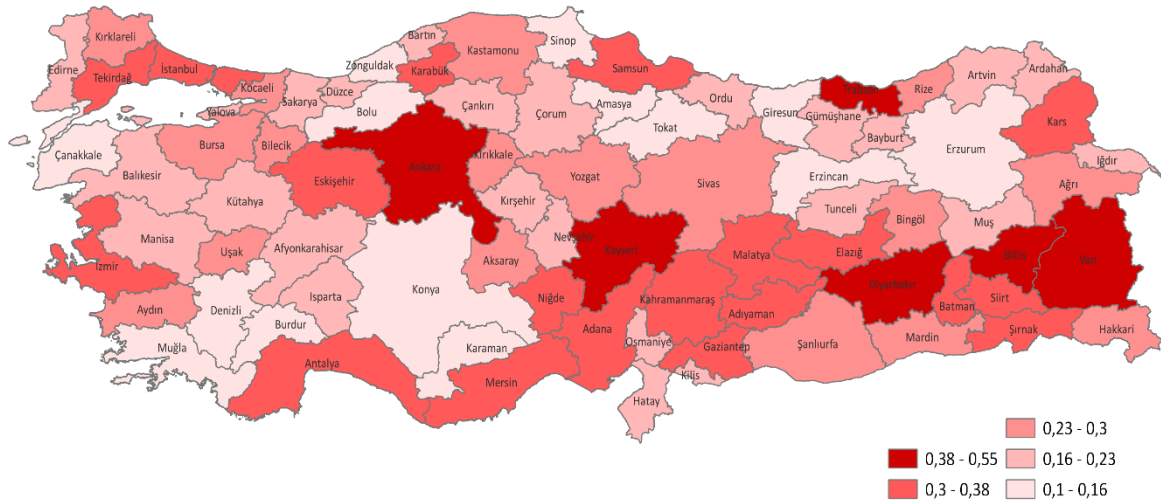 Kırklareli
Edirne
Tekirdağ
İstanbul
Kocaeli
Yalova
Sakarya
Düzce
Zonguldak
Bartın
Karabük
Kastamonu
Sinop
Samsun
Bolu
Çankırı
Çorum
Amasya
Tokat
Ordu
Giresun
Trabzon
Gümüşhane
Rize
Bayburt
Artvin
Ardahan
Kars
Erzurum
Iğdır
Ağrı
Çanakkale
Balıkesir
Bursa
Bilecik
Eskişehir
Ankara
Kırıkkale
Yozgat
Sivas
Erzincan
Tunceli
Bingöl
Muş
Kütahya
Kırşehir
Nevşehir
Kayseri
Malatya
Elazığ
Diyarbakır
Bitlis
Van
Manisa
Uşak
Afyonkarahisar
İzmir
Aksaray
Konya
Niğde
Kahramanmaraş
Adıyaman
Batman
Siirt
Aydın
Denizli
Isparta
Burdur
Karaman
Adana
Osmaniye
Gaziantep
Şanlıurfa
Mardin
Şırnak
Hakkari
Muğla
Antalya
Mersin
Kilis
Hatay
0,23 - 0,3
0,38 - 0,55
0,16 - 0,23
0,3 - 0,38
0,1 - 0,16